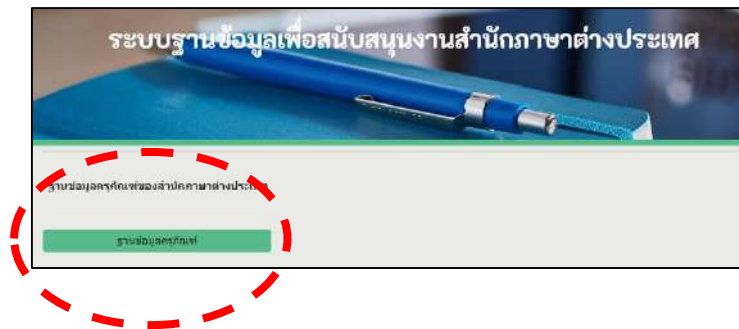 ระบบฐานข้อมูลเพื่อสนับสนุนงานสำนักภาษาต่างประเทศ
ฐานข้อมูลครุภัณฑ์ของสำนักภาษาต่างประเทศ
ฐานข้อมูลครุภัณฑ์